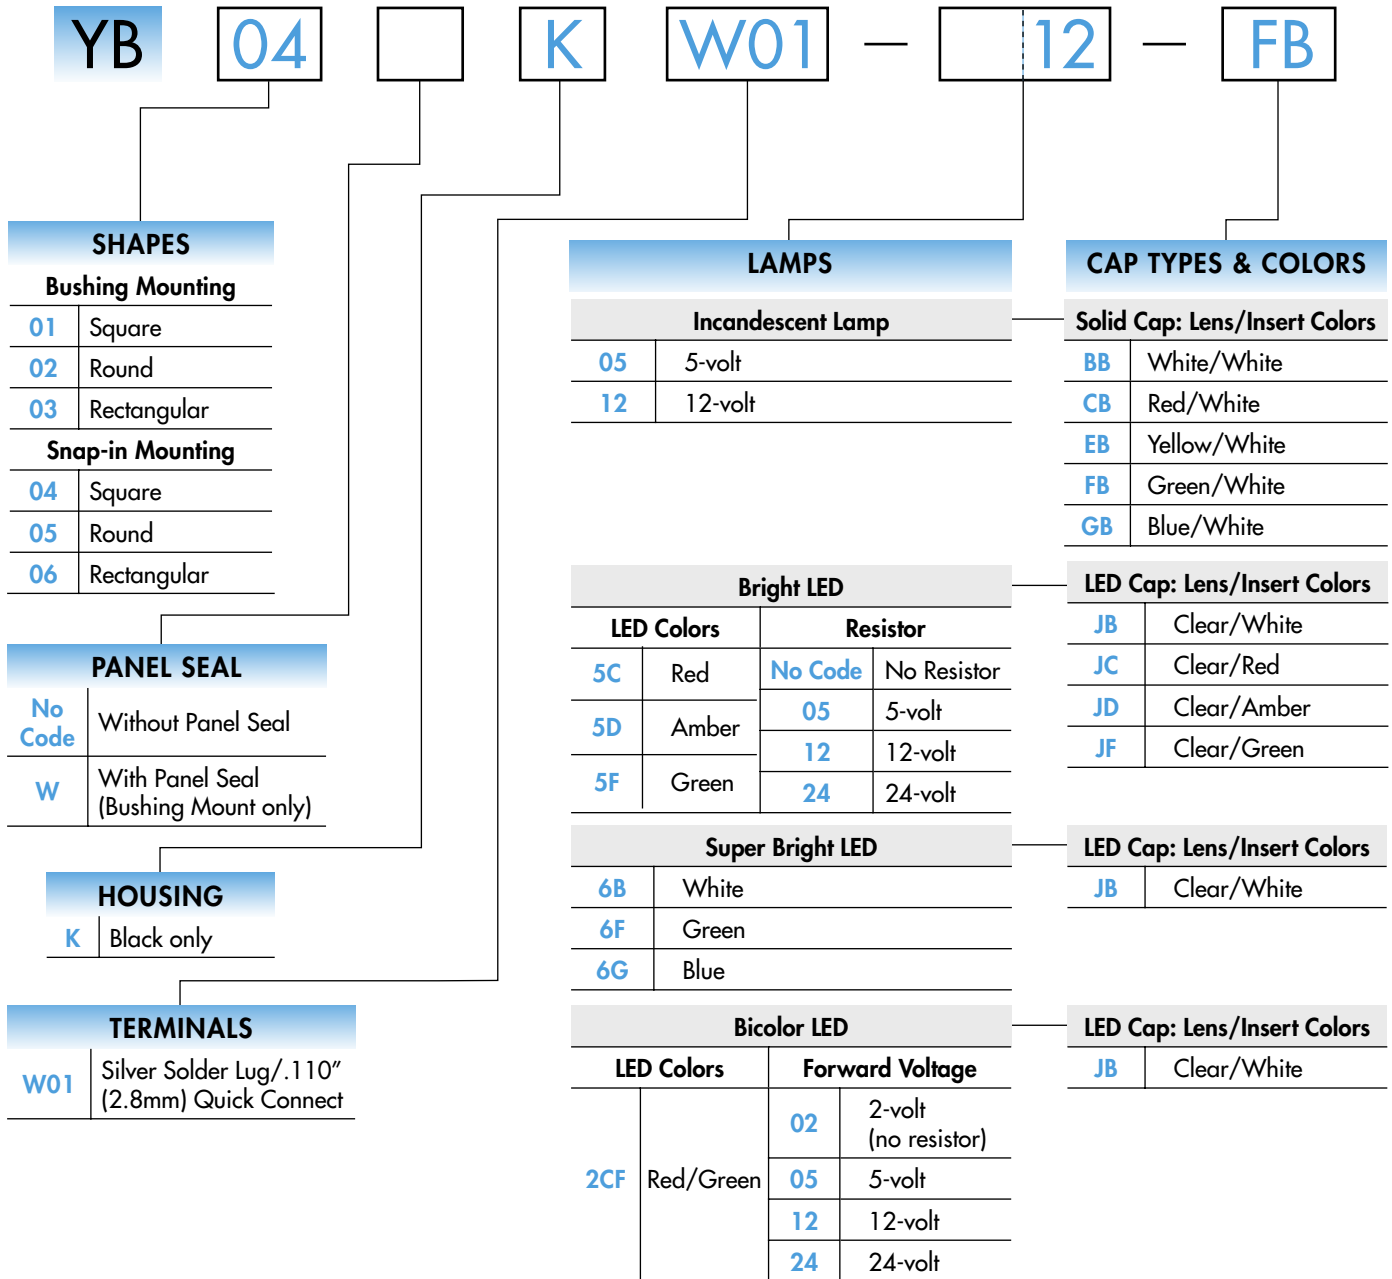 YB 04 K W01 — 12 — FB
SHAPES
Bushing Mounting
01 Square
02 Round
03 Rectangular
Snap-in Mounting
04 Square
05 Round
06 Rectangular
PANEL SEAL
No Code Without Panel Seal
W With Panel Seal
(Bushing Mount only)
HOUSING
K Black only
TERMINALS
W01 Silver Solder Lug/.110”
(2.8mm) Quick Connect
LAMPS
Incandescent Lamp
05 5-volt
12 12-volt
Bright LED
LED Colors Resistor
5C Red
5D Amber
5F Green
No Code No Resistor
05 5-volt
12 12-volt
24 24-volt
Super Bright LED
6B White
6F Green
6G Blue
Bicolor LED
LED Colors Forward Voltage
2CF Red/Green
02 2-volt
(no resistor)
05 5-volt
12 12-volt
24 24-volt
CAP TYPES & COLORS
Solid Cap: Lens/Insert Colors
BB White/White
CB Red/White
EB Yellow/White
FB Green/White
GB Blue/White
LED Cap: Lens/Insert Colors
JB Clear/White
JC Clear/Red
JD Clear/Amber
JF Clear/Green
LED Cap: Lens/Insert Colors
JB Clear/White
LED Cap: Lens/Insert Colors
JB Clear/White